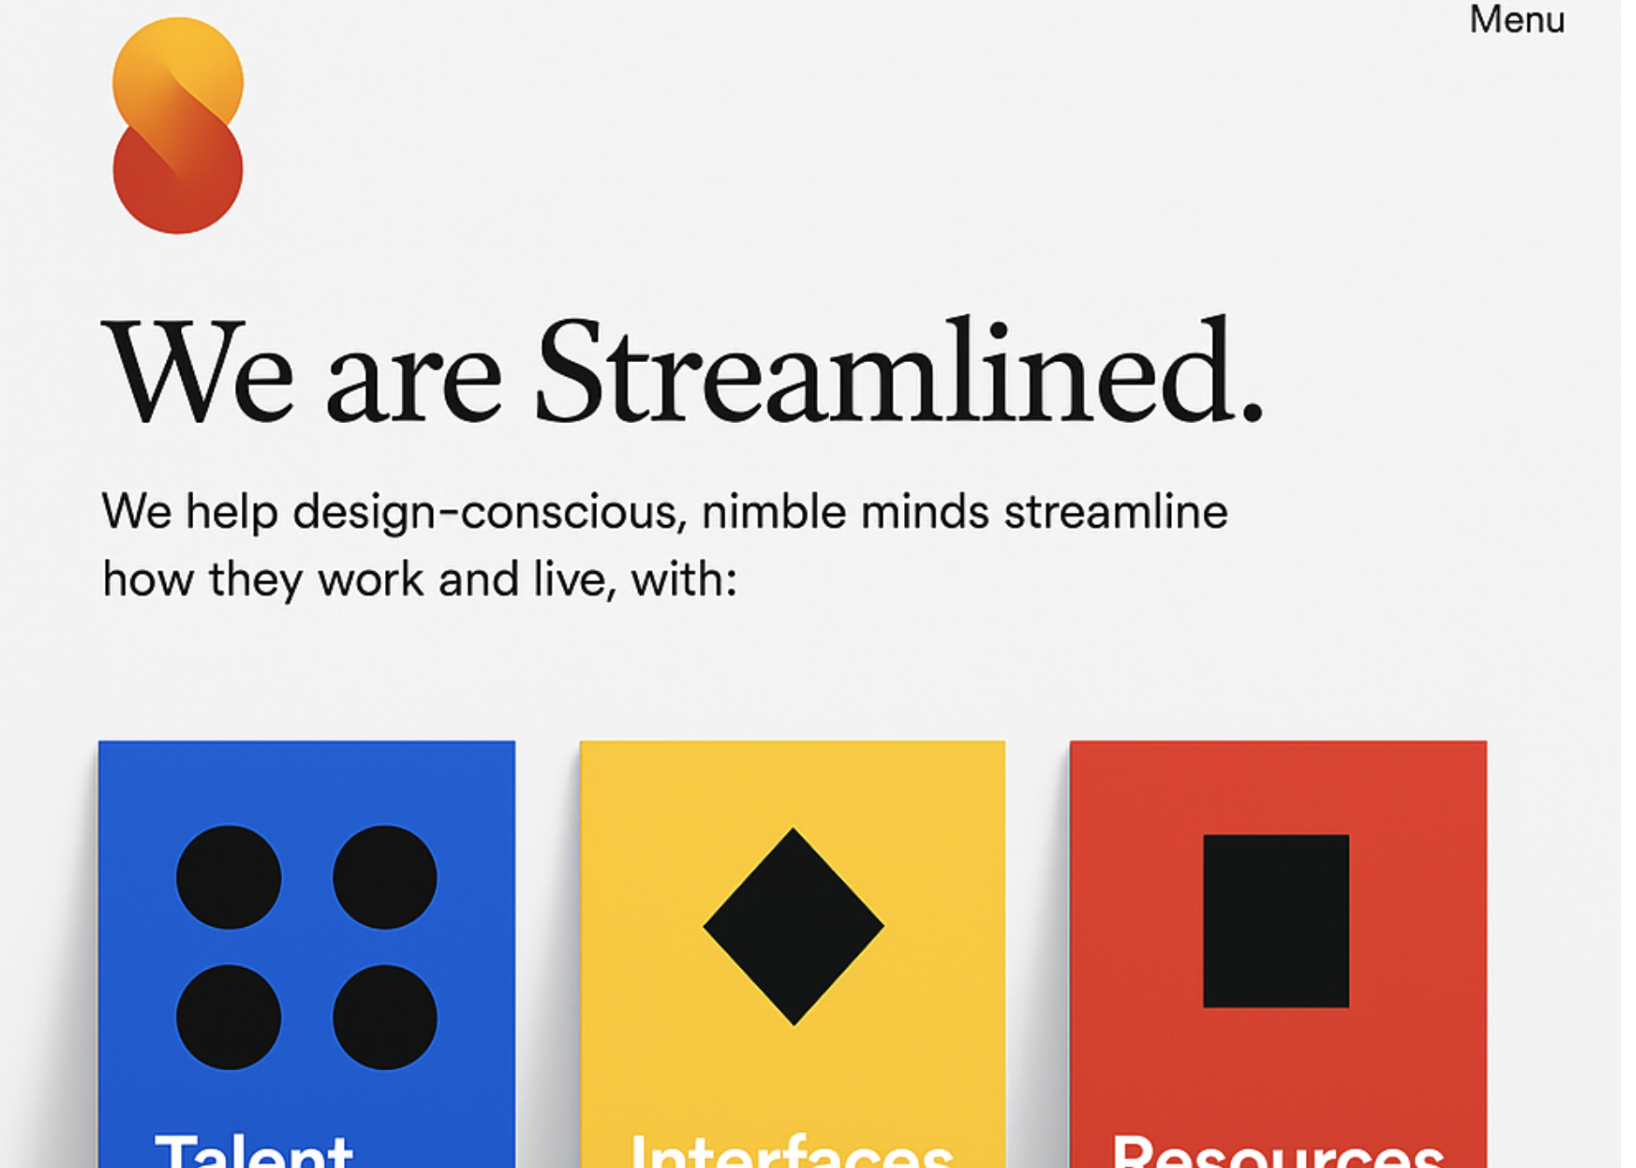 Menu
We are Streamlined.
We help design-conscious, nimble minds streamline
how they work and live, with:
Talent
Interfaces
Resources